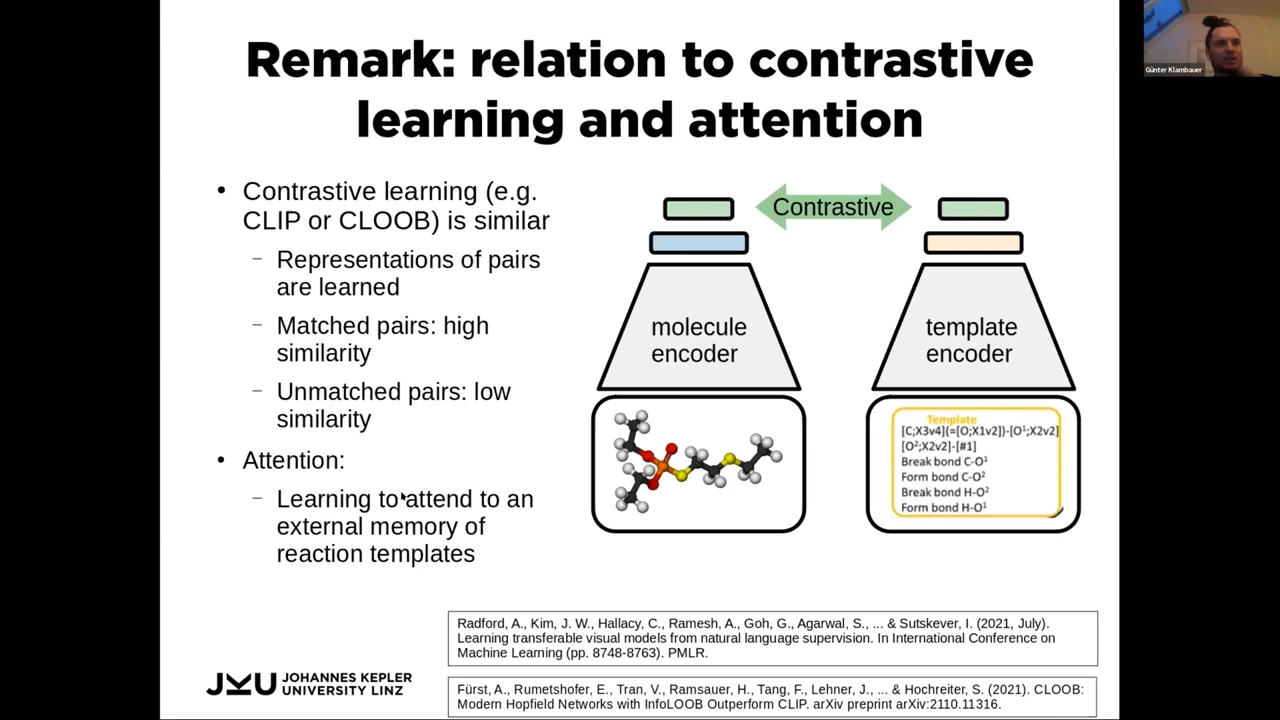 Remark: relation to contrastive
learning and attention
Günter Klambauer
• Contrastive learning (e.g.
CLIP or CLOOB) is similar
– Representations of pairs
are learned
– Matched pairs: high
similarity
– Unmatched pairs: low
similarity
• Attention:
– Learning to attend to an
external memory of
reaction templates
Contrastive
molecule
encoder
template
encoder
Template
[C;X3v4](=[O;X1v2])-[O¹;X2v2]
[O²;X2v2]-[#1]
Break bond C-O¹
Form bond C-O²
Break bond H-O²
Form bond H-O¹
Radford, A., Kim, J. W., Hallacy, C., Ramesh, A., Goh, G., Agarwal, S., ... & Sutskever, I. (2021, July).
Learning transferable visual models from natural language supervision. In International Conference on
Machine Learning (pp. 8748-8763). PMLR.
Fürst, A., Rumetshofer, E., Tran, V., Ramsauer, H., Tang, F., Lehner, J., ... & Hochreiter, S. (2021). CLOOB:
Modern Hopfield Networks with InfoLOOB Outperform CLIP. arXiv preprint arXiv:2110.11316.
JKU JOHANNES KEPLER
UNIVERSITY LINZ